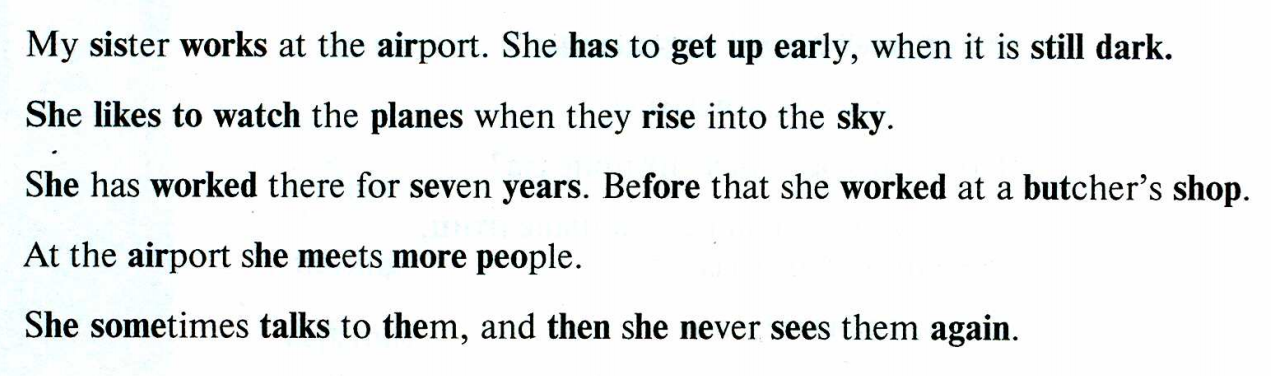 My sister works at the airport. She has to get up early, when it is still dark.
She likes to watch the planes when they rise into the sky.
She has worked there for seven years. Before that she worked at a butcher's shop.
At the airport she meets more people.
She sometimes talks to them, and then she never sees them again.